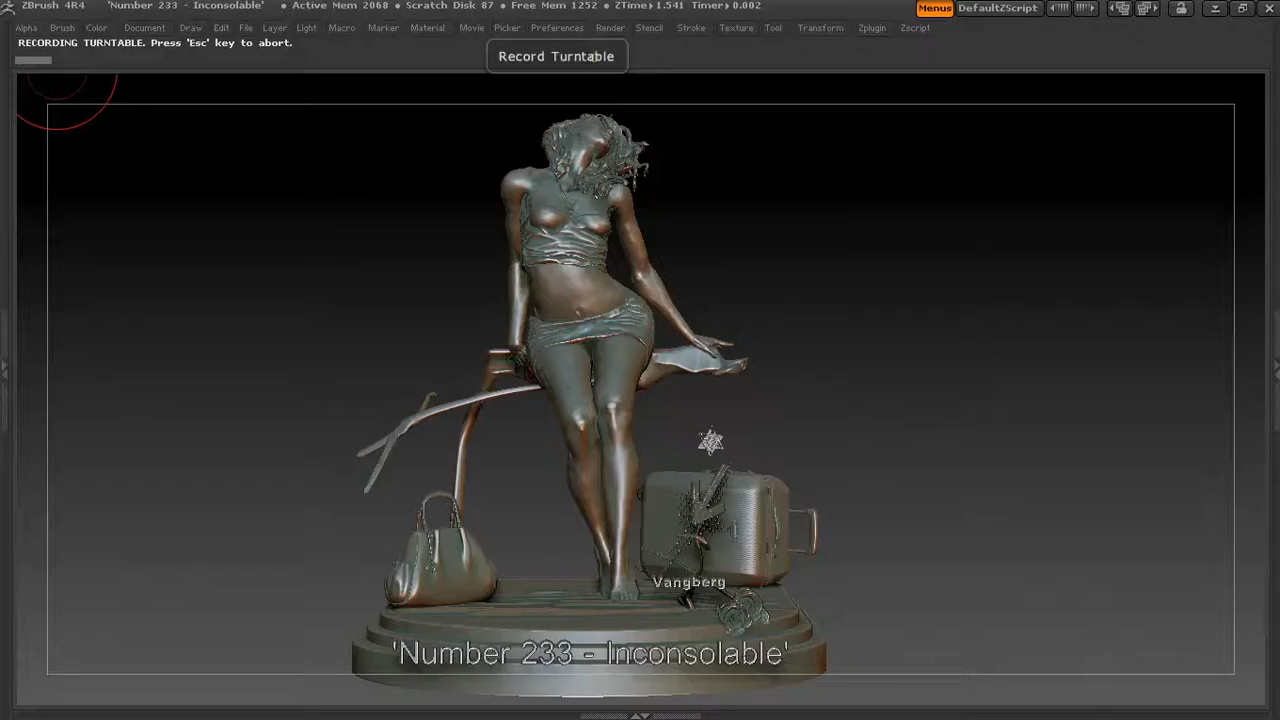 ZBrush 4R4 'Number 233 - Inconsolable' ● Active Mem 2068 ● Scratch Disk 87 ● Free Mem 1252 ● ZTime▸1.541 Timer▸0.002 Menus DefaultZScript
Alpha Brush Color Document Draw Edit File Layer Light Macro Marker Material Movie Picker Preferences Render Stencil Stroke Texture Tool Transform Zplugin Zscript
RECORDING TURNTABLE. Press 'Esc' key to abort.
Record Turntable
Vangberg
'Number 233 - Inconsolable'